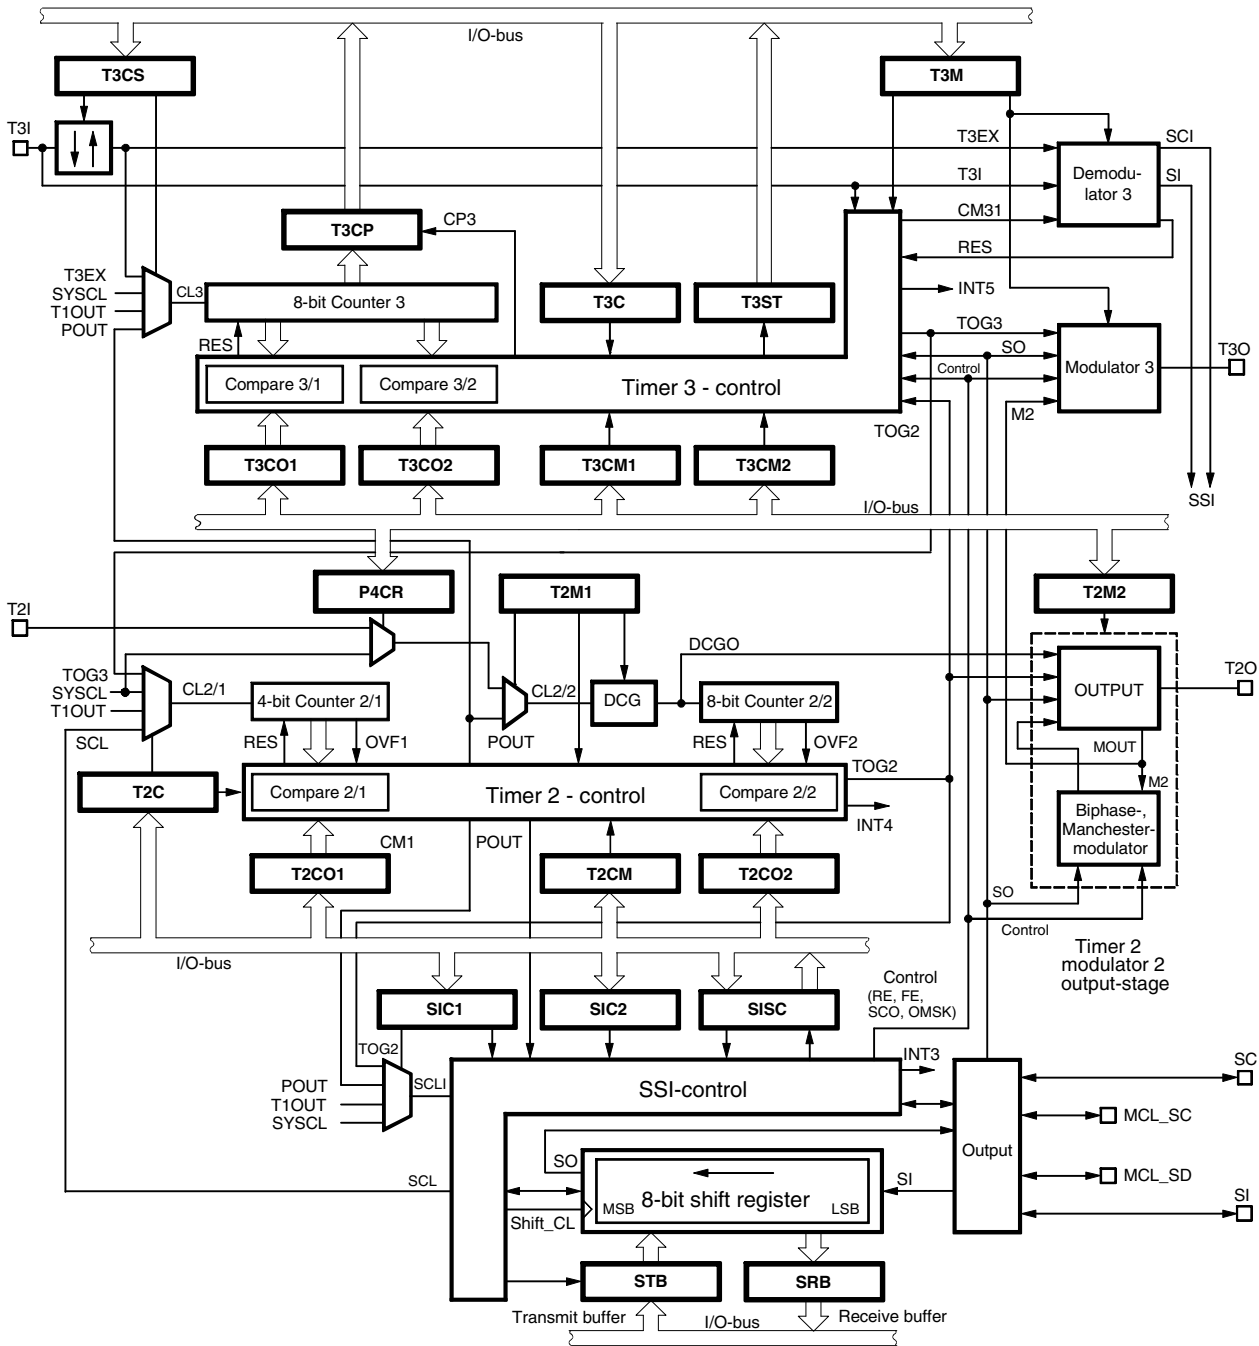 I/O-bus
T3CS
T3M
T3I
T3EX
SCI
T3I
SI
Demodu-
lator 3
T3CP
CP3
CM31
RES
T3EX
SYSCL
T1OUT
POUT
CL3
8-bit Counter 3
T3C
T3ST
INT5
RES
TOG3
SO
Control
M2
Modulator 3
T3O
Compare 3/1
Compare 3/2
Timer 3 - control
TOG2
T3CO1
T3CO2
T3CM1
T3CM2
SSI
I/O-bus
P4CR
T2M1
T2M2
T2I
DCGO
TOG3
SYSCL
T1OUT
SCL
CL2/1
4-bit Counter 2/1
CL2/2
DCG
8-bit Counter 2/2
OUTPUT
T2O
POUT
RES
OVF1
RES
OVF2
MOUT
T2C
Compare 2/1
Timer 2 - control
Compare 2/2
TOG2
M2
INT4
Biphase-,
Manchester-
modulator
CM1
POUT
T2CO1
T2CM
T2CO2
SO
Control
I/O-bus
Timer 2
modulator 2
output-stage
SIC1
SIC2
SISC
Control
(RE, FE,
SCO, OMSK)
TOG2
POUT
T1OUT
SYSCL
SCLI
SSI-control
INT3
SC
MCL_SC
Output
SO
SCL
8-bit shift register
MSB
LSB
SI
MCL_SD
SI
Shift_CL
STB
SRB
Transmit buffer
I/O-bus
Receive buffer